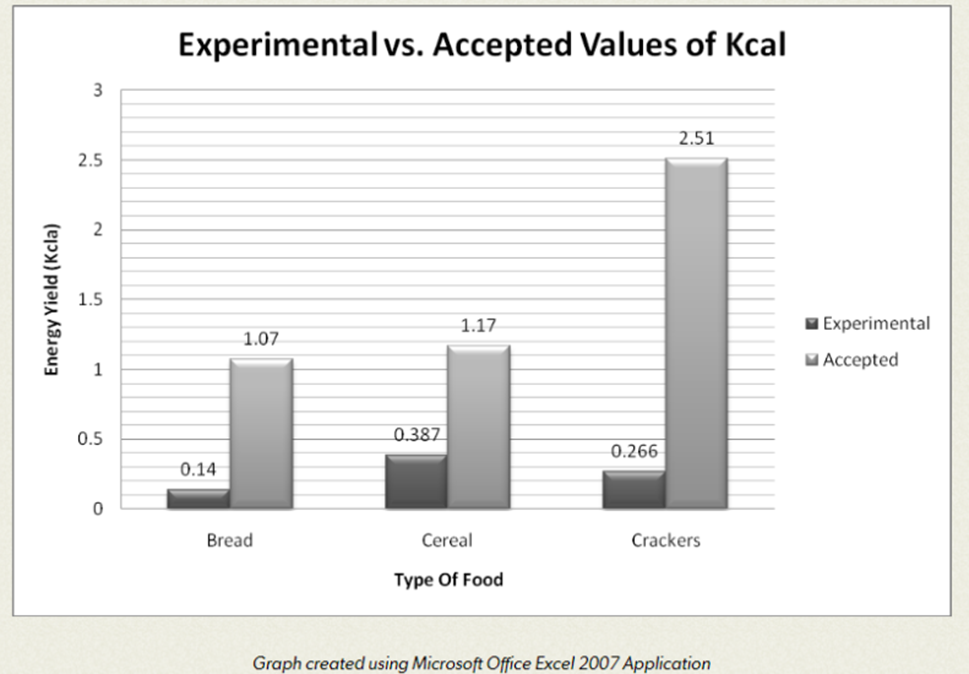 Experimental vs. Accepted Values of Kcal
3
2.5
2
1.5
1
0.5
0
Energy Yield (Kcla)
0.14
1.07
0.387
1.17
0.266
2.51
Bread
Cereal
Crackers
Type Of Food
Experimental
Accepted
Graph created using Microsoft Office Excel 2007 Application